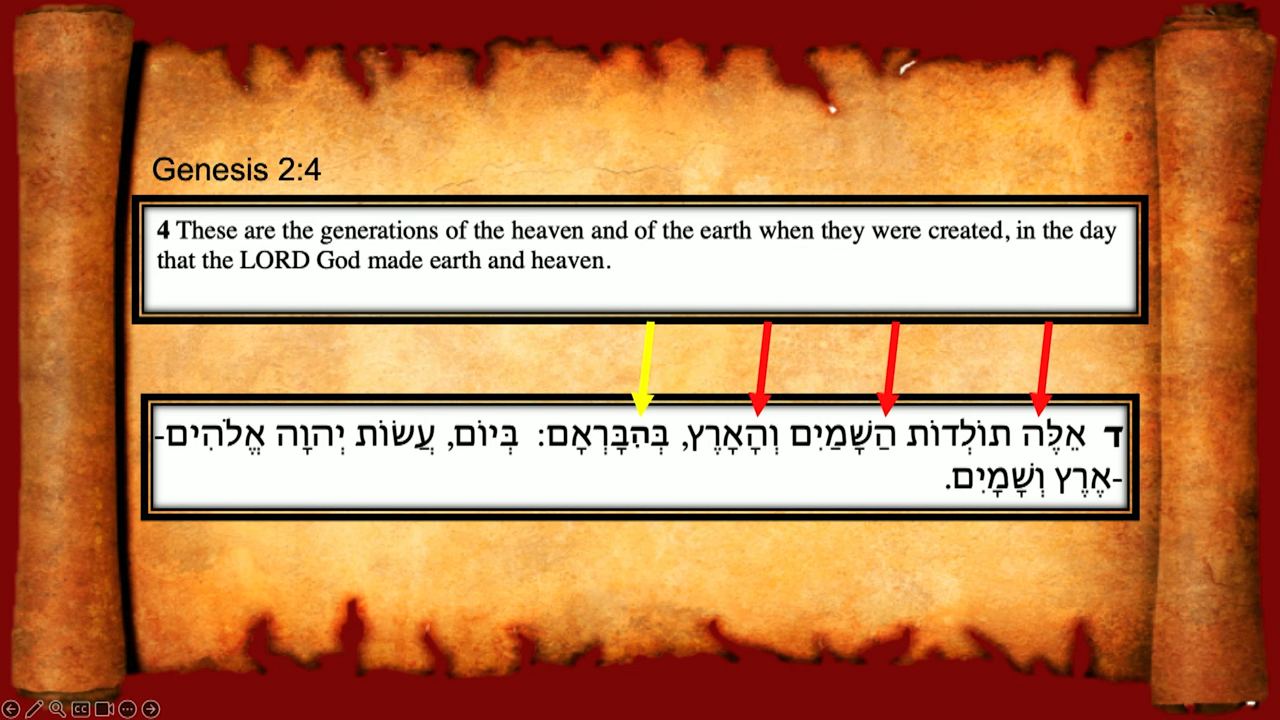 Genesis 2:4
4 These are the generations of the heaven and of the earth when they were created, in the day
that the LORD God made earth and heaven.
ד אֵלֶּה תוֹלְדוֹת הַשָּׁמַיִם וְהָאָרֶץ, בְּהִבָּרְאָם: בְּיוֹם, עֲשׂוֹת יְהוָה אֱלֹהִים-
-אֶרֶץ וְשָׁמָיִם.
CC